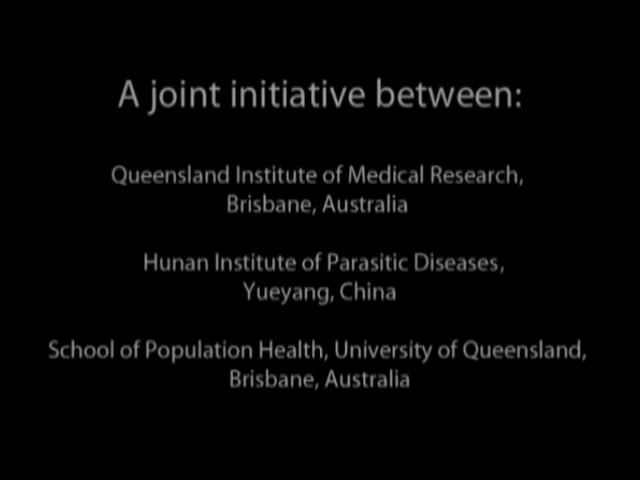 A joint initiative between:
Queensland Institute of Medical Research,
Brisbane, Australia
Hunan Institute of Parasitic Diseases,
Yueyang, China
School of Population Health, University of Queensland,
Brisbane, Australia